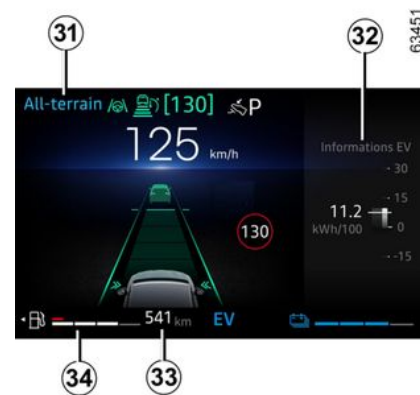 31
32
63451
All-terrain [130] P
125 km/h
Informations EV
30
15
11.2
0
kWh/100
-15
130
541 km EV
34
33